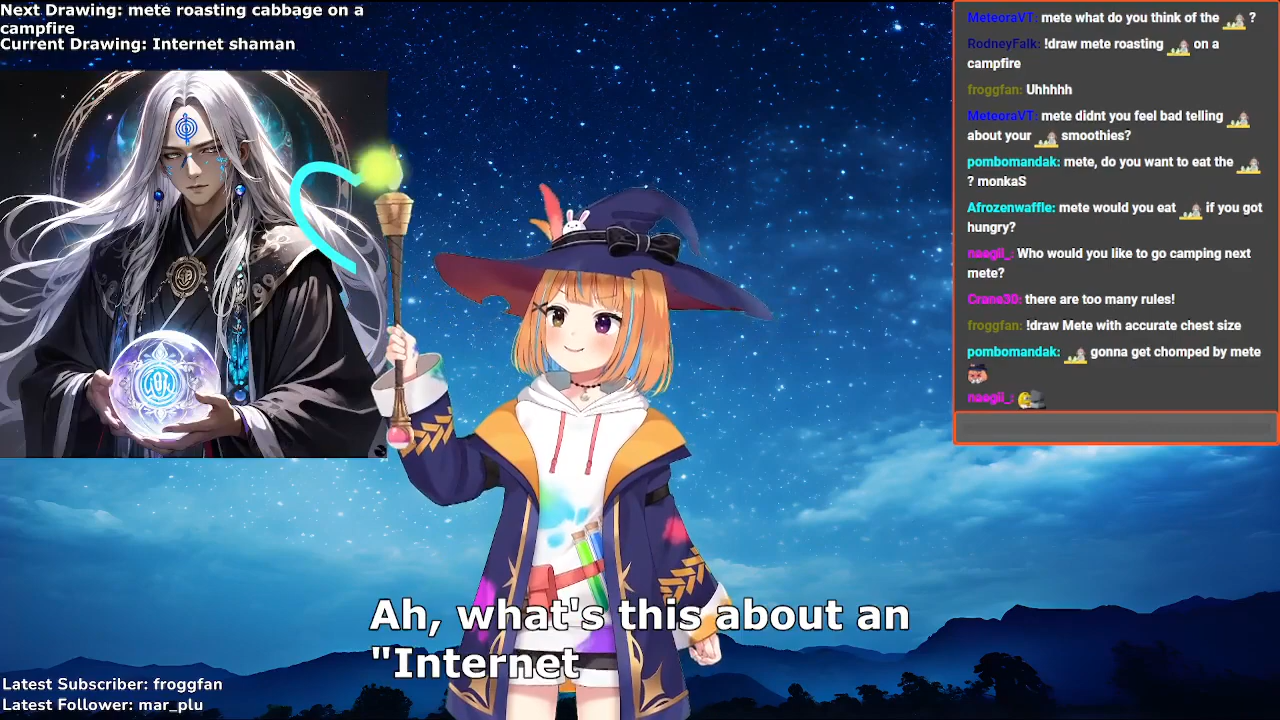 Next Drawing: mete roasting cabbage on a
campfire
Current Drawing: Internet shaman
MeteoraVT: mete what do you think of the ?
RodneyFalk: !draw mete roasting on a
campfire
froggfan: Uhhhhh
MeteoraVT: mete didnt you feel bad telling
about your smoothies?
pombomandak: mete, do you want to eat the
? monkaS
Afrozenwaffle: mete would you eat if you got
hungry?
naegii_: Who would you like to go camping next
mete?
Crane30: there are too many rules!
froggfan: !draw Mete with accurate chest size
pombomandak: gonna get chomped by mete
naegii_:
Ah, what's this about an
"Internet
Latest Subscriber: froggfan
Latest Follower: mar_plu